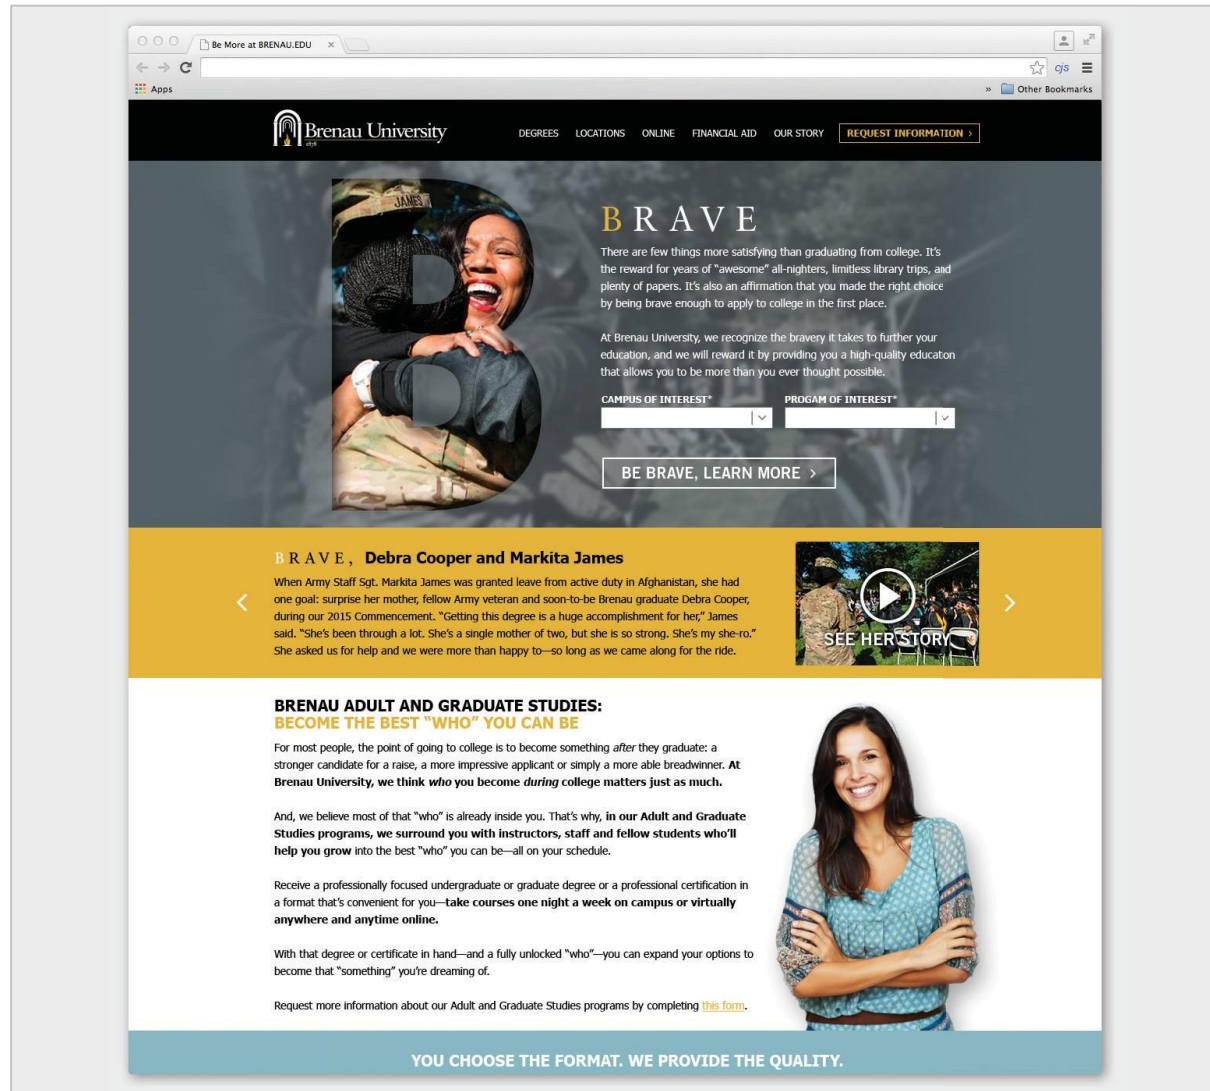 Be More at BRENAU.EDU ×
cjs
Apps
» Other Bookmarks
Brenau University
1878
DEGREES LOCATIONS ONLINE FINANCIAL AID OUR STORY REQUEST INFORMATION >
JAMES
BRAVE
There are few things more satisfying than graduating from college. It's
the reward for years of "awesome" all-nighters, limitless library trips, and
plenty of papers. It's also an affirmation that you made the right choice
by being brave enough to apply to college in the first place.
At Brenau University, we recognize the bravery it takes to further your
education, and we will reward it by providing you a high-quality educaton
that allows you to be more than you ever thought possible.
CAMPUS OF INTEREST* PROGAM OF INTEREST*
BE BRAVE, LEARN MORE >
BRAVE, Debra Cooper and Markita James
When Army Staff Sgt. Markita James was granted leave from active duty in Afghanistan, she had
one goal: surprise her mother, fellow Army veteran and soon-to-be Brenau graduate Debra Cooper,
during our 2015 Commencement. "Getting this degree is a huge accomplishment for her," James
said. "She's been through a lot. She's a single mother of two, but she is so strong. She's my she-ro."
She asked us for help and we were more than happy to—so long as we came along for the ride.
SEE HER STORY
BRENAU ADULT AND GRADUATE STUDIES:
BECOME THE BEST "WHO" YOU CAN BE
For most people, the point of going to college is to become something after they graduate: a
stronger candidate for a raise, a more impressive applicant or simply a more able breadwinner. At
Brenau University, we think who you become during college matters just as much.
And, we believe most of that "who" is already inside you. That's why, in our Adult and Graduate
Studies programs, we surround you with instructors, staff and fellow students who'll
help you grow into the best "who" you can be—all on your schedule.
Receive a professionally focused undergraduate or graduate degree or a professional certification in
a format that's convenient for you—take courses one night a week on campus or virtually
anywhere and anytime online.
With that degree or certificate in hand—and a fully unlocked "who"—you can expand your options to
become that "something" you're dreaming of.
Request more information about our Adult and Graduate Studies programs by completing this form.
YOU CHOOSE THE FORMAT. WE PROVIDE THE QUALITY.